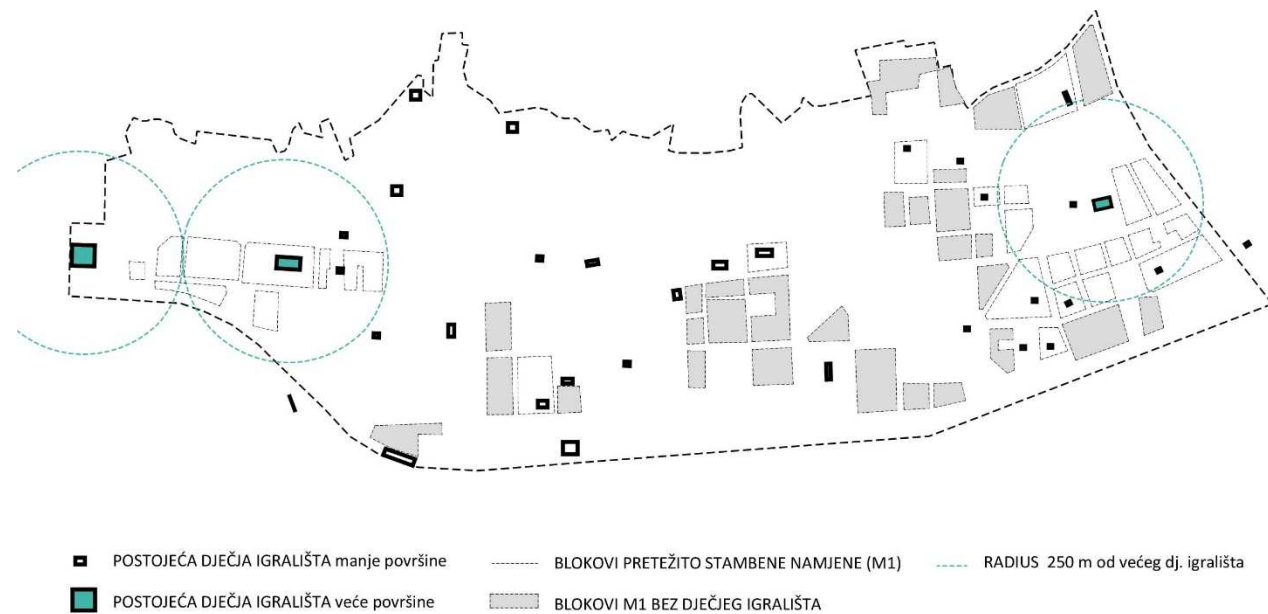 POSTOJEĆA DJEČJA IGRALIŠTA manje površine
BLOKOVI PRETEŽITO STAMBENE NAMJENE (M1)
RADIUS 250 m od većeg dj. igrališta
POSTOJEĆA DJEČJA IGRALIŠTA veće površine
BLOKOVI M1 BEZ DJEČJEG IGRALIŠTA